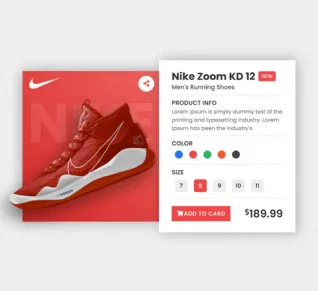 NIKE
Nike Zoom KD 12 NEW
Men's Running Shoes
PRODUCT INFO
Lorem ipsum is simply dummy text of the
printing and typesetting industry. Lorem
ipsum has been the industry's.
COLOR
SIZE
7 8 9 10 11
ADD TO CARD $189.99